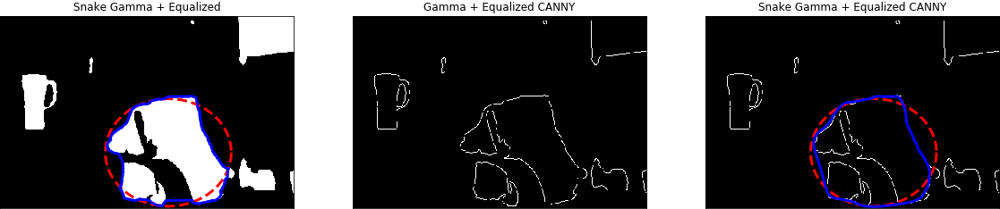 Snake Gamma + Equalized
Gamma + Equalized CANNY
Snake Gamma + Equalized CANNY